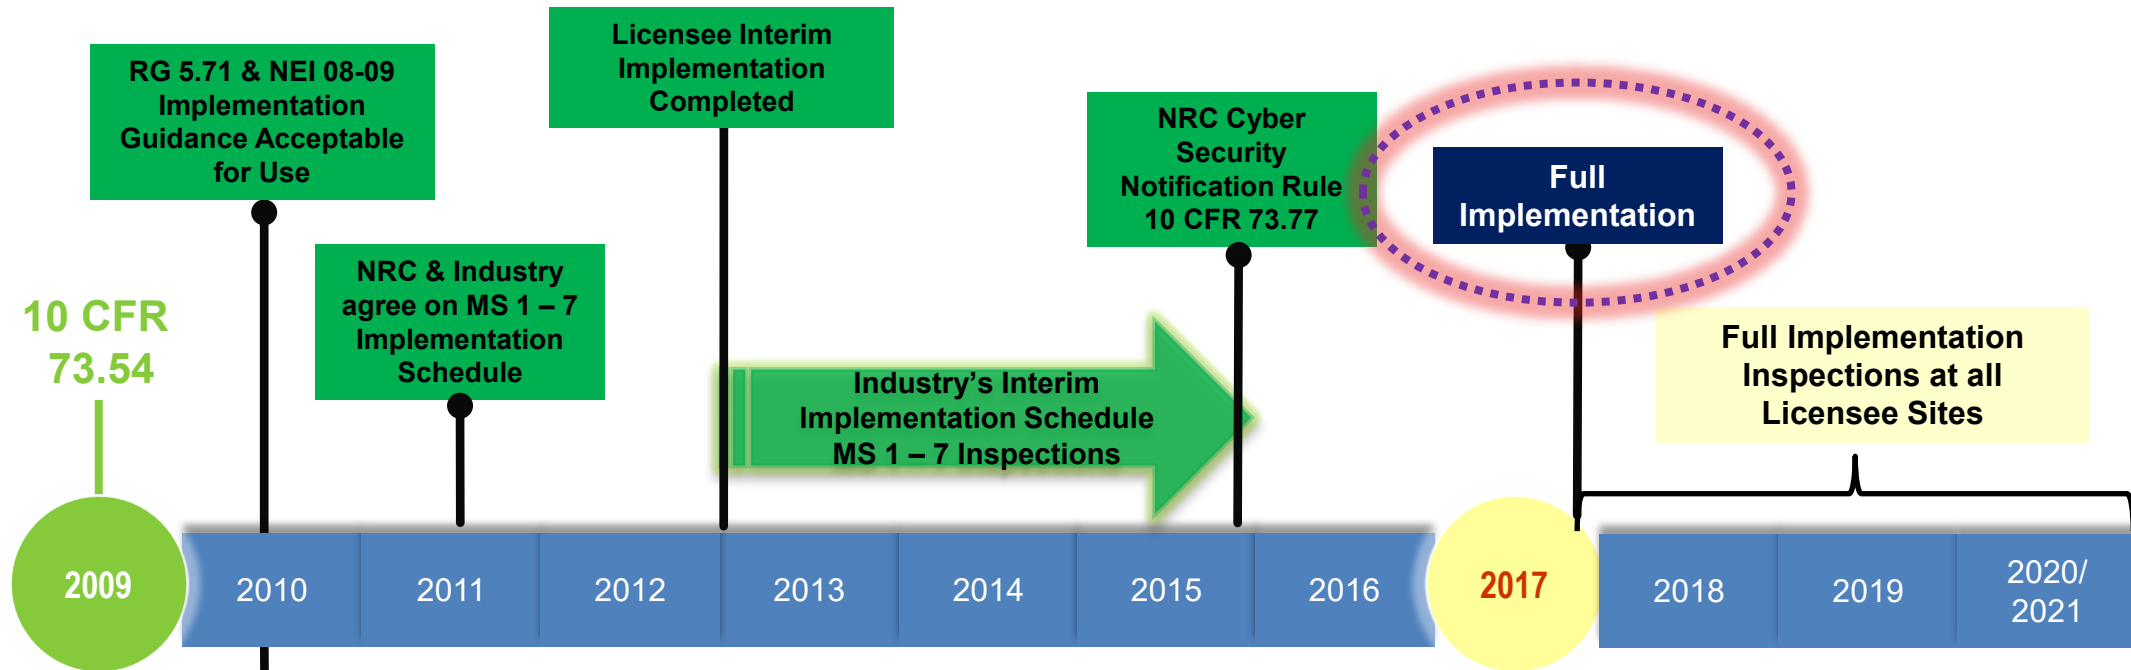 RG 5.71 & NEI 08-09
Implementation
Guidance Acceptable
for Use
Licensee Interim
Implementation
Completed
NRC Cyber
Security
Notification Rule
10 CFR 73.77
Full
Implementation
10 CFR
73.54
NRC & Industry
agree on MS 1 – 7
Implementation
Schedule
Industry’s Interim
Implementation Schedule
MS 1 – 7 Inspections
Full Implementation
Inspections at all
Licensee Sites
2009
2010
2011
2012
2013
2014
2015
2016
2017
2018
2019
2020/
2021